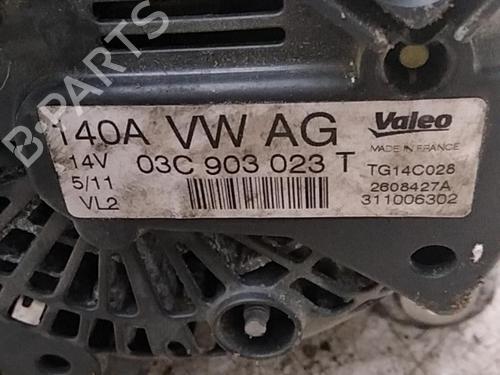 B-PARTS
140A VW AG
Valeo
14V 03C 903 023 T
MADE IN FRANCE
5/11
TG14C028
VL2
2608427A
311006302